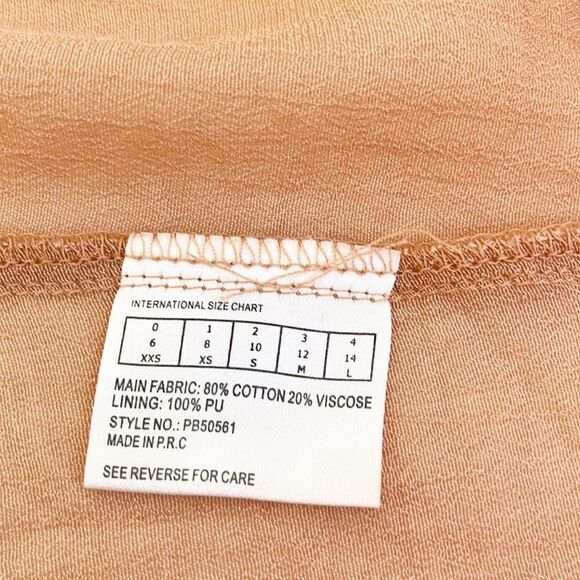 INTERNATIONAL SIZE CHART
0 1 2 3 4
6 8 10 12 14
XXS XS S M L
MAIN FABRIC: 80% COTTON 20% VISCOSE
LINING: 100% PU
STYLE NO.: PB50561
MADE IN P.R.C
SEE REVERSE FOR CARE